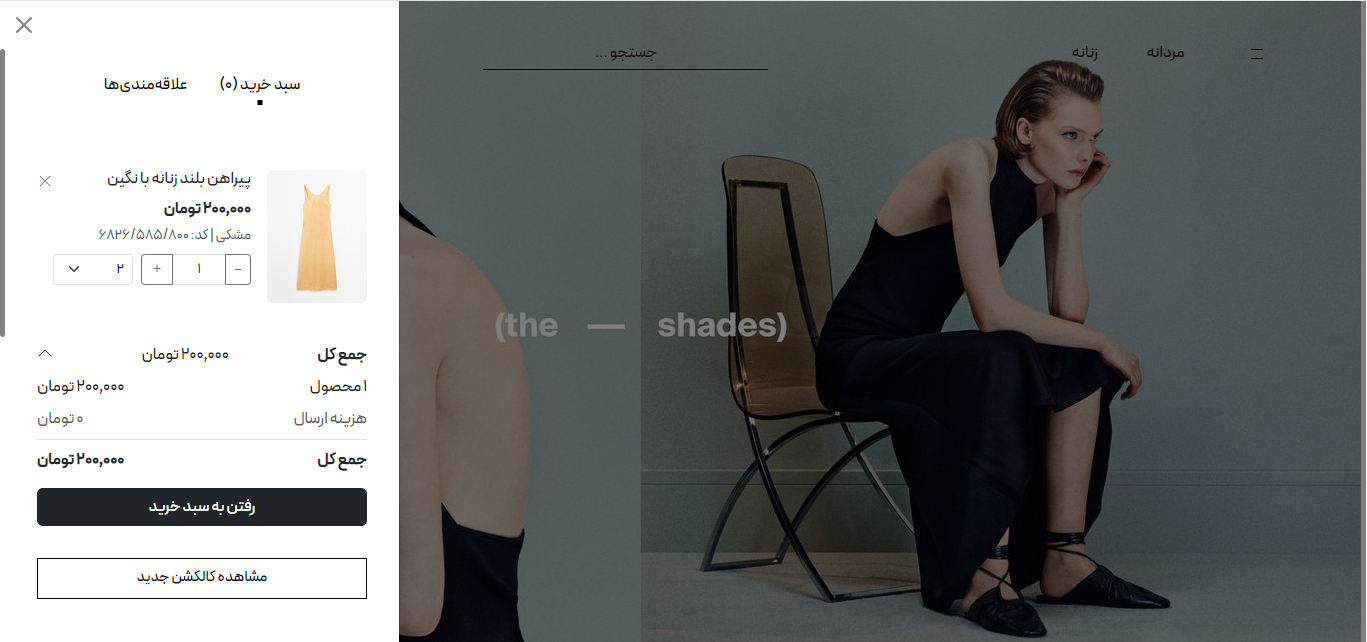 مردانه
زنانه
جستجو ...
(the — shades)
سبد خرید (۰)
علاقه‌مندی‌ها
پیراهن بلند زنانه با نگین
۲۰۰,۰۰۰ تومان
مشکی | کد: ۶۸۲۶/۵۸۵/۸۰۰
− ۱ + ۲
جمع کل ۲۰۰,۰۰۰ تومان
۱ محصول ۲۰۰,۰۰۰ تومان
هزینه ارسال ۰ تومان
جمع کل ۲۰۰,۰۰۰ تومان
رفتن به سبد خرید
مشاهده کالکشن جدید